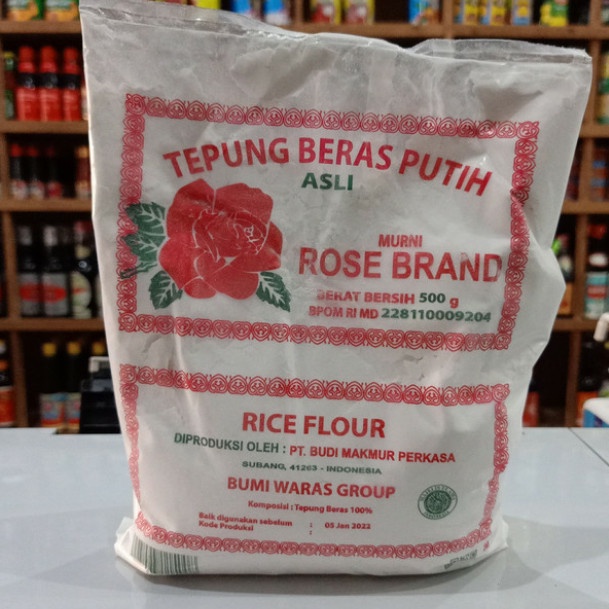 TEPUNG BERAS PUTIH
ASLI
MURNI
ROSE BRAND
BERAT BERSIH 500 g
BPOM RI MD 228110009204
RICE FLOUR
DIPRODUKSI OLEH : PT. BUDI MAKMUR PERKASA
SUBANG, 41263 - INDONESIA
BUMI WARAS GROUP
Komposisi : Tepung Beras 100%
Baik digunakan sebelum : 05 Jan 2022
Kode Produksi :